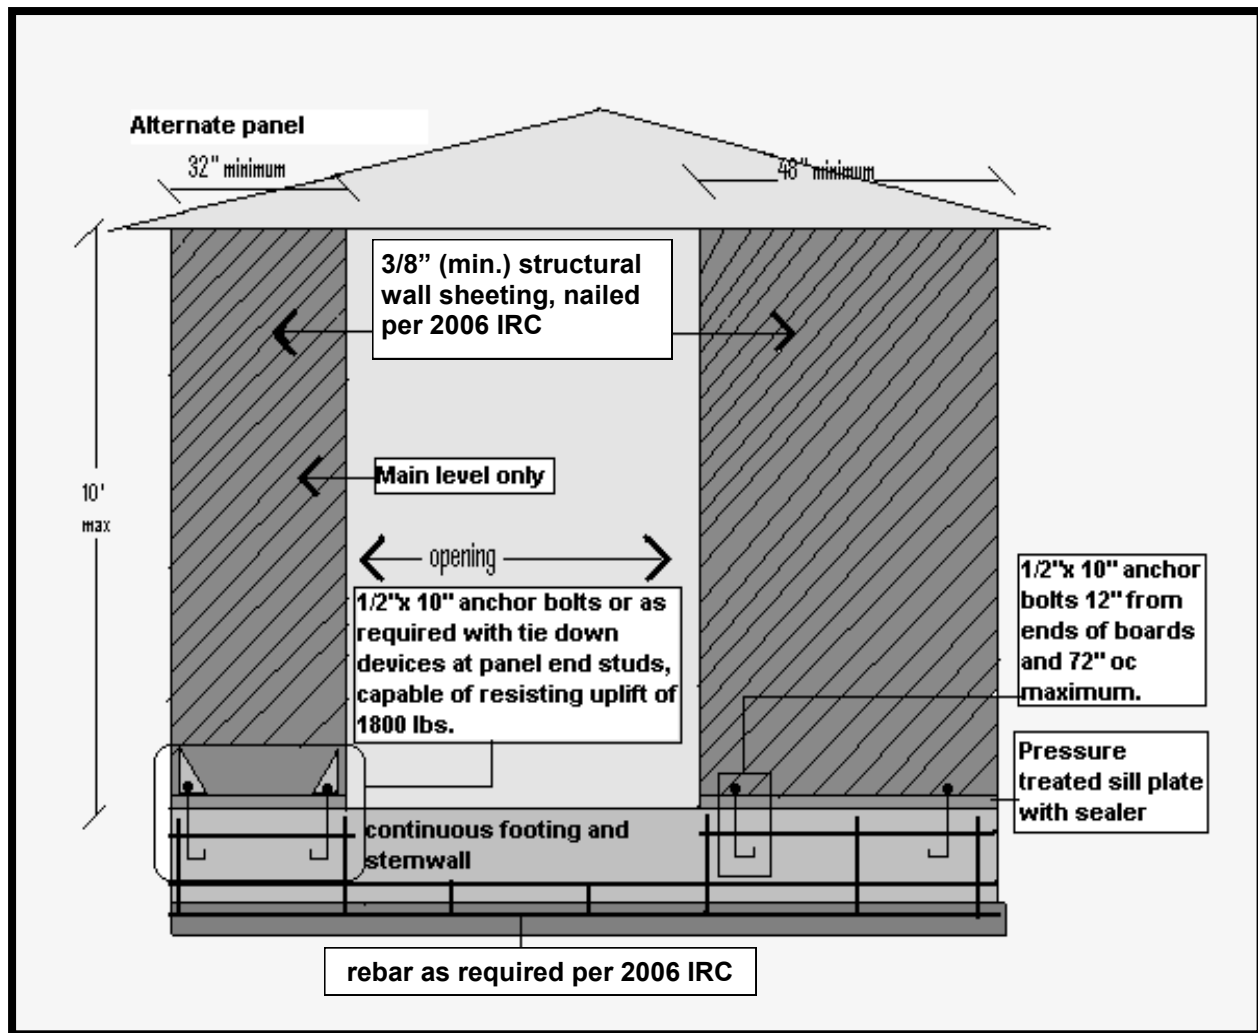 Alternate panel
32" minimum
48" minimum
3/8” (min.) structural
wall sheeting, nailed
per 2006 IRC
10'
max
Main level only
opening
1/2"x 10" anchor bolts or as
required with tie down
devices at panel end studs,
capable of resisting uplift of
1800 lbs.
1/2"x 10" anchor
bolts 12" from
ends of boards
and 72" oc
maximum.
Pressure
treated sill plate
with sealer
continuous footing and
stemwall
rebar as required per 2006 IRC